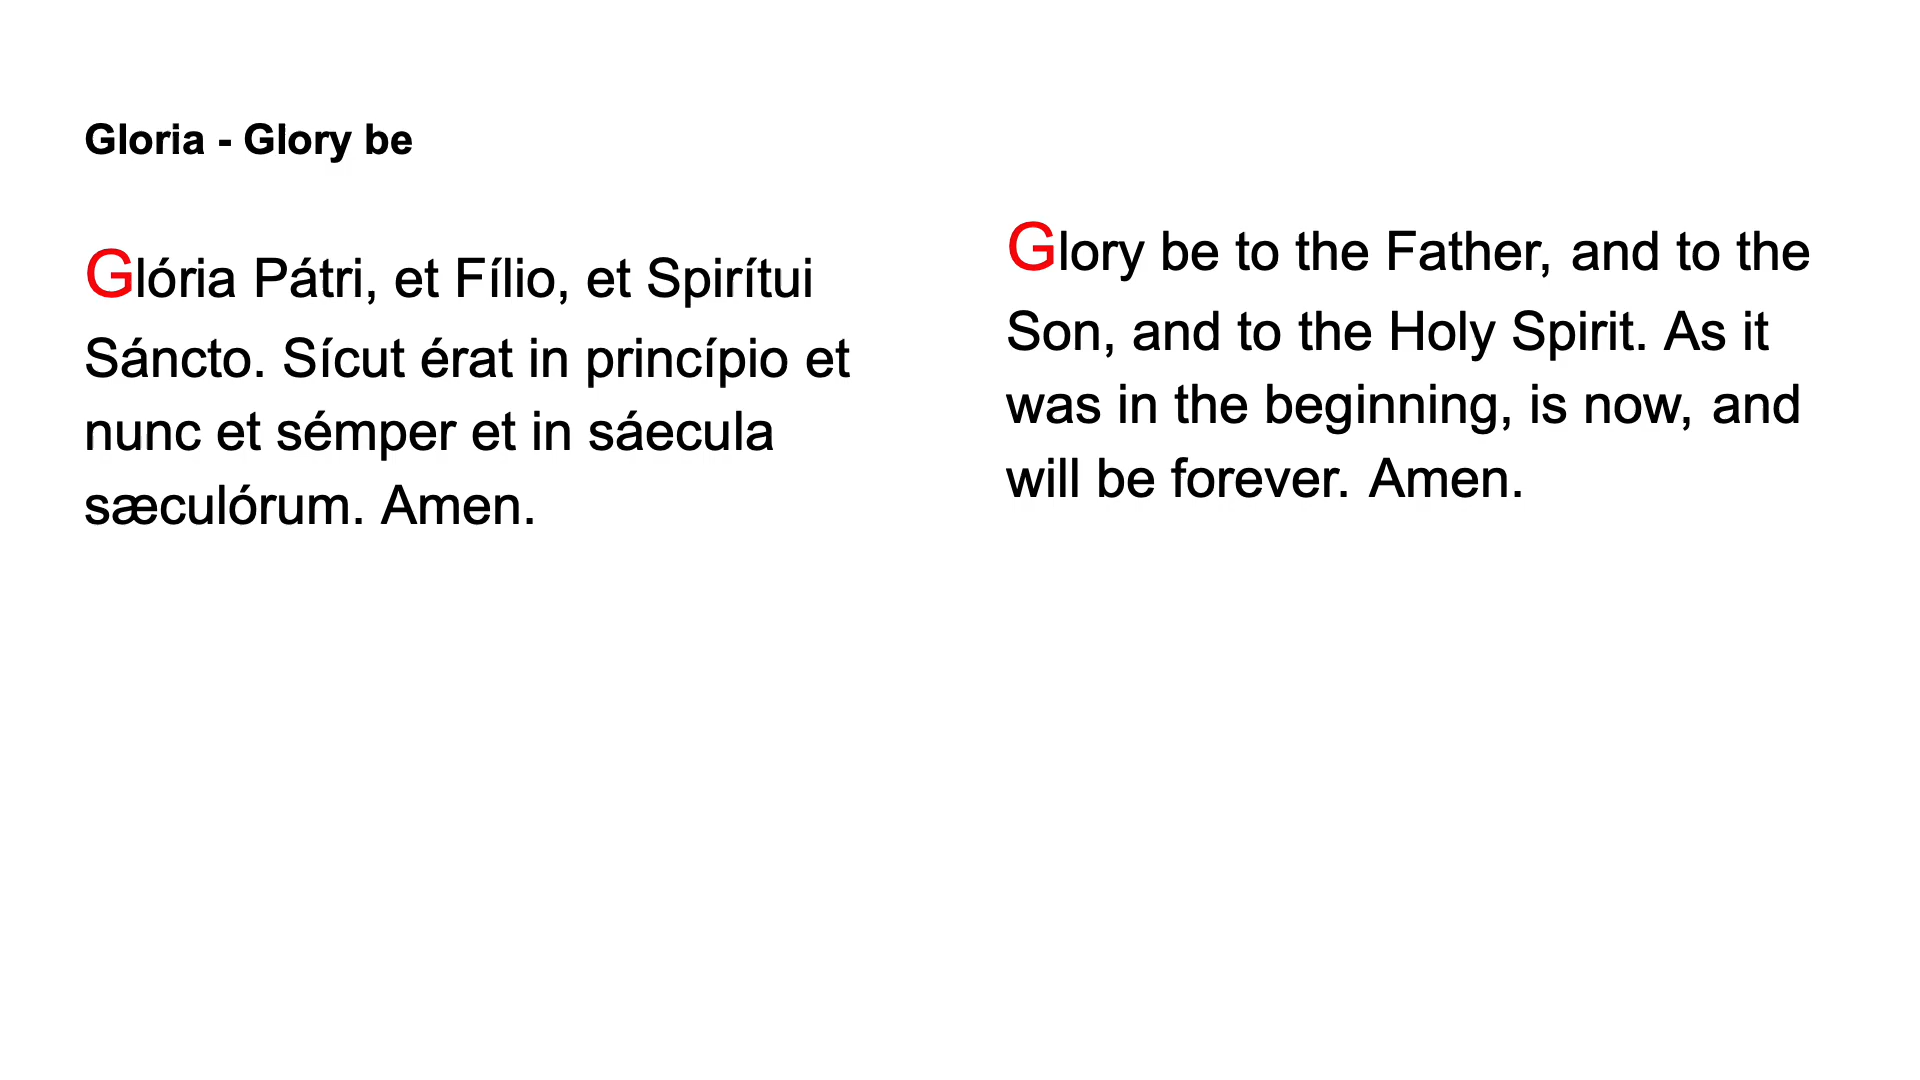 Gloria - Glory be
Glória Pátri, et Fílio, et Spirítui
Sáncto. Sícut érat in princípio et
nunc et sémper et in sáecula
sæculórum. Amen.
Glory be to the Father, and to the
Son, and to the Holy Spirit. As it
was in the beginning, is now, and
will be forever. Amen.